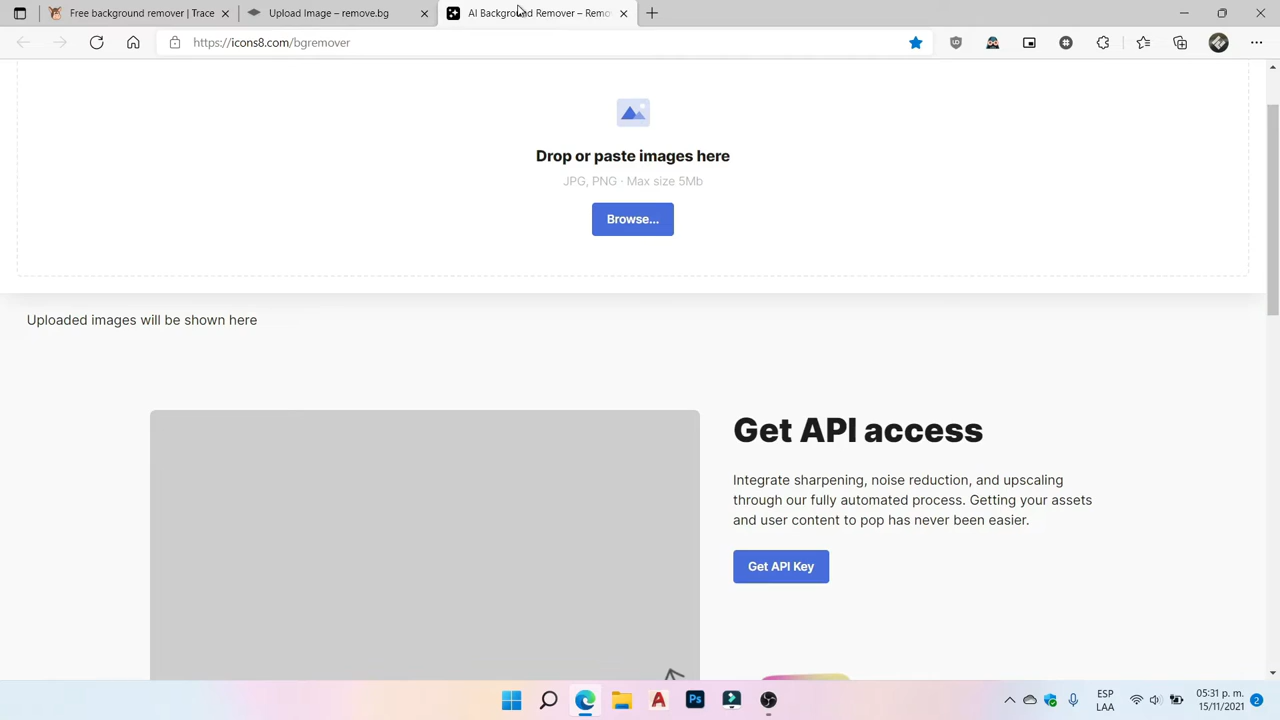 Free background remover | Trace
Upload Image – remove.bg
AI Background Remover – Remo
https://icons8.com/bgremover
Drop or paste images here
JPG, PNG · Max size 5Mb
Browse...
Uploaded images will be shown here
Get API access
Integrate sharpening, noise reduction, and upscaling
through our fully automated process. Getting your assets
and user content to pop has never been easier.
Get API Key
ESP
LAA
05:31 p. m.
15/11/2021
2